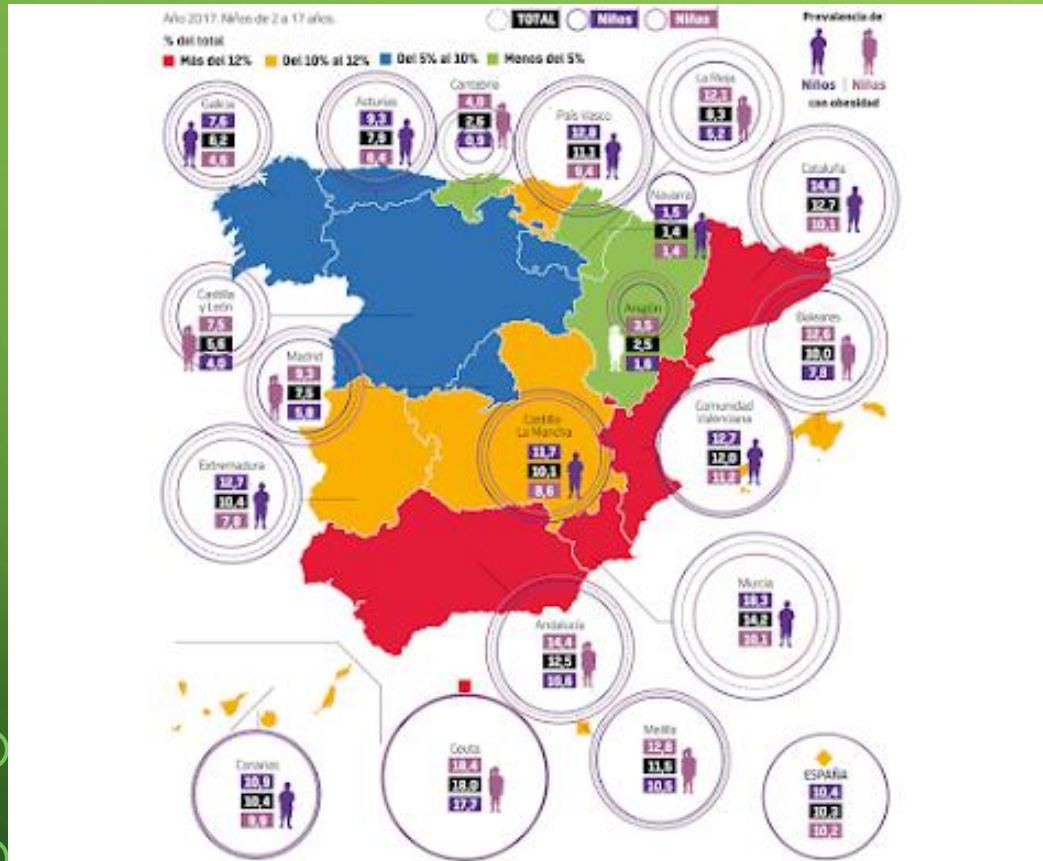 Año 2017. Niños de 2 a 17 años.
TOTAL Niños Niñas
Prevalencia de
Niños | Niñas
con obesidad
% del total
Más del 12% Del 10% al 12% Del 5% al 10% Menos del 5%
Galicia
7,6
6,2
4,6
Asturias
9,3
7,9
6,4
Cantabria
4,0
2,6
0,9
País Vasco
12,8
11,1
9,4
La Rioja
12,1
8,3
5,2
Cataluña
14,8
12,7
10,1
Navarra
1,5
1,4
1,4
Castilla
y León
7,5
5,8
4,0
Aragón
3,5
2,5
1,6
Baleares
12,6
10,0
7,8
Madrid
9,3
7,5
5,8
Comunidad
Valenciana
12,7
12,0
11,2
Castilla-
La Mancha
11,7
10,1
8,6
Extremadura
12,7
10,4
7,8
Murcia
18,3
14,2
10,1
Andalucía
14,4
12,5
10,6
Canarias
10,9
10,4
9,9
Ceuta
18,4
18,0
17,7
Melilla
12,6
11,5
10,5
ESPAÑA
10,4
10,3
10,2